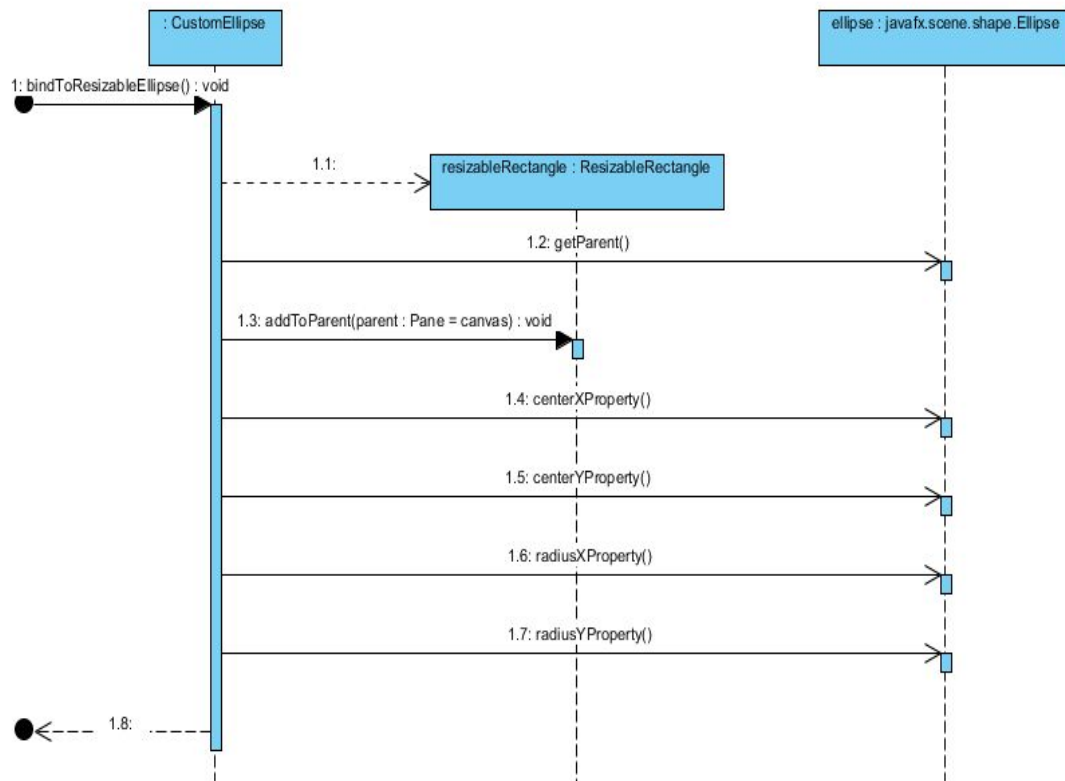 : CustomEllipse
ellipse : javafx.scene.shape.Ellipse
1: bindToResizableEllipse() : void
1.1:
resizableRectangle : ResizableRectangle
1.2: getParent()
1.3: addToParent(parent : Pane = canvas) : void
1.4: centerXProperty()
1.5: centerYProperty()
1.6: radiusXProperty()
1.7: radiusYProperty()
1.8: